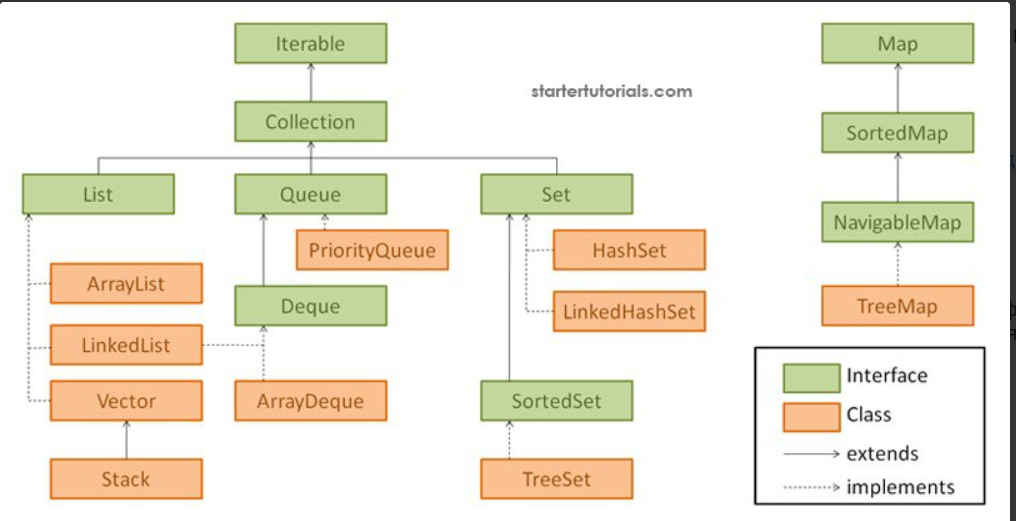 Iterable
Map
startertutorials.com
Collection
SortedMap
List
Queue
Set
NavigableMap
PriorityQueue
HashSet
ArrayList
Deque
LinkedHashSet
TreeMap
LinkedList
Interface
Vector
ArrayDeque
SortedSet
Class
extends
Stack
TreeSet
implements